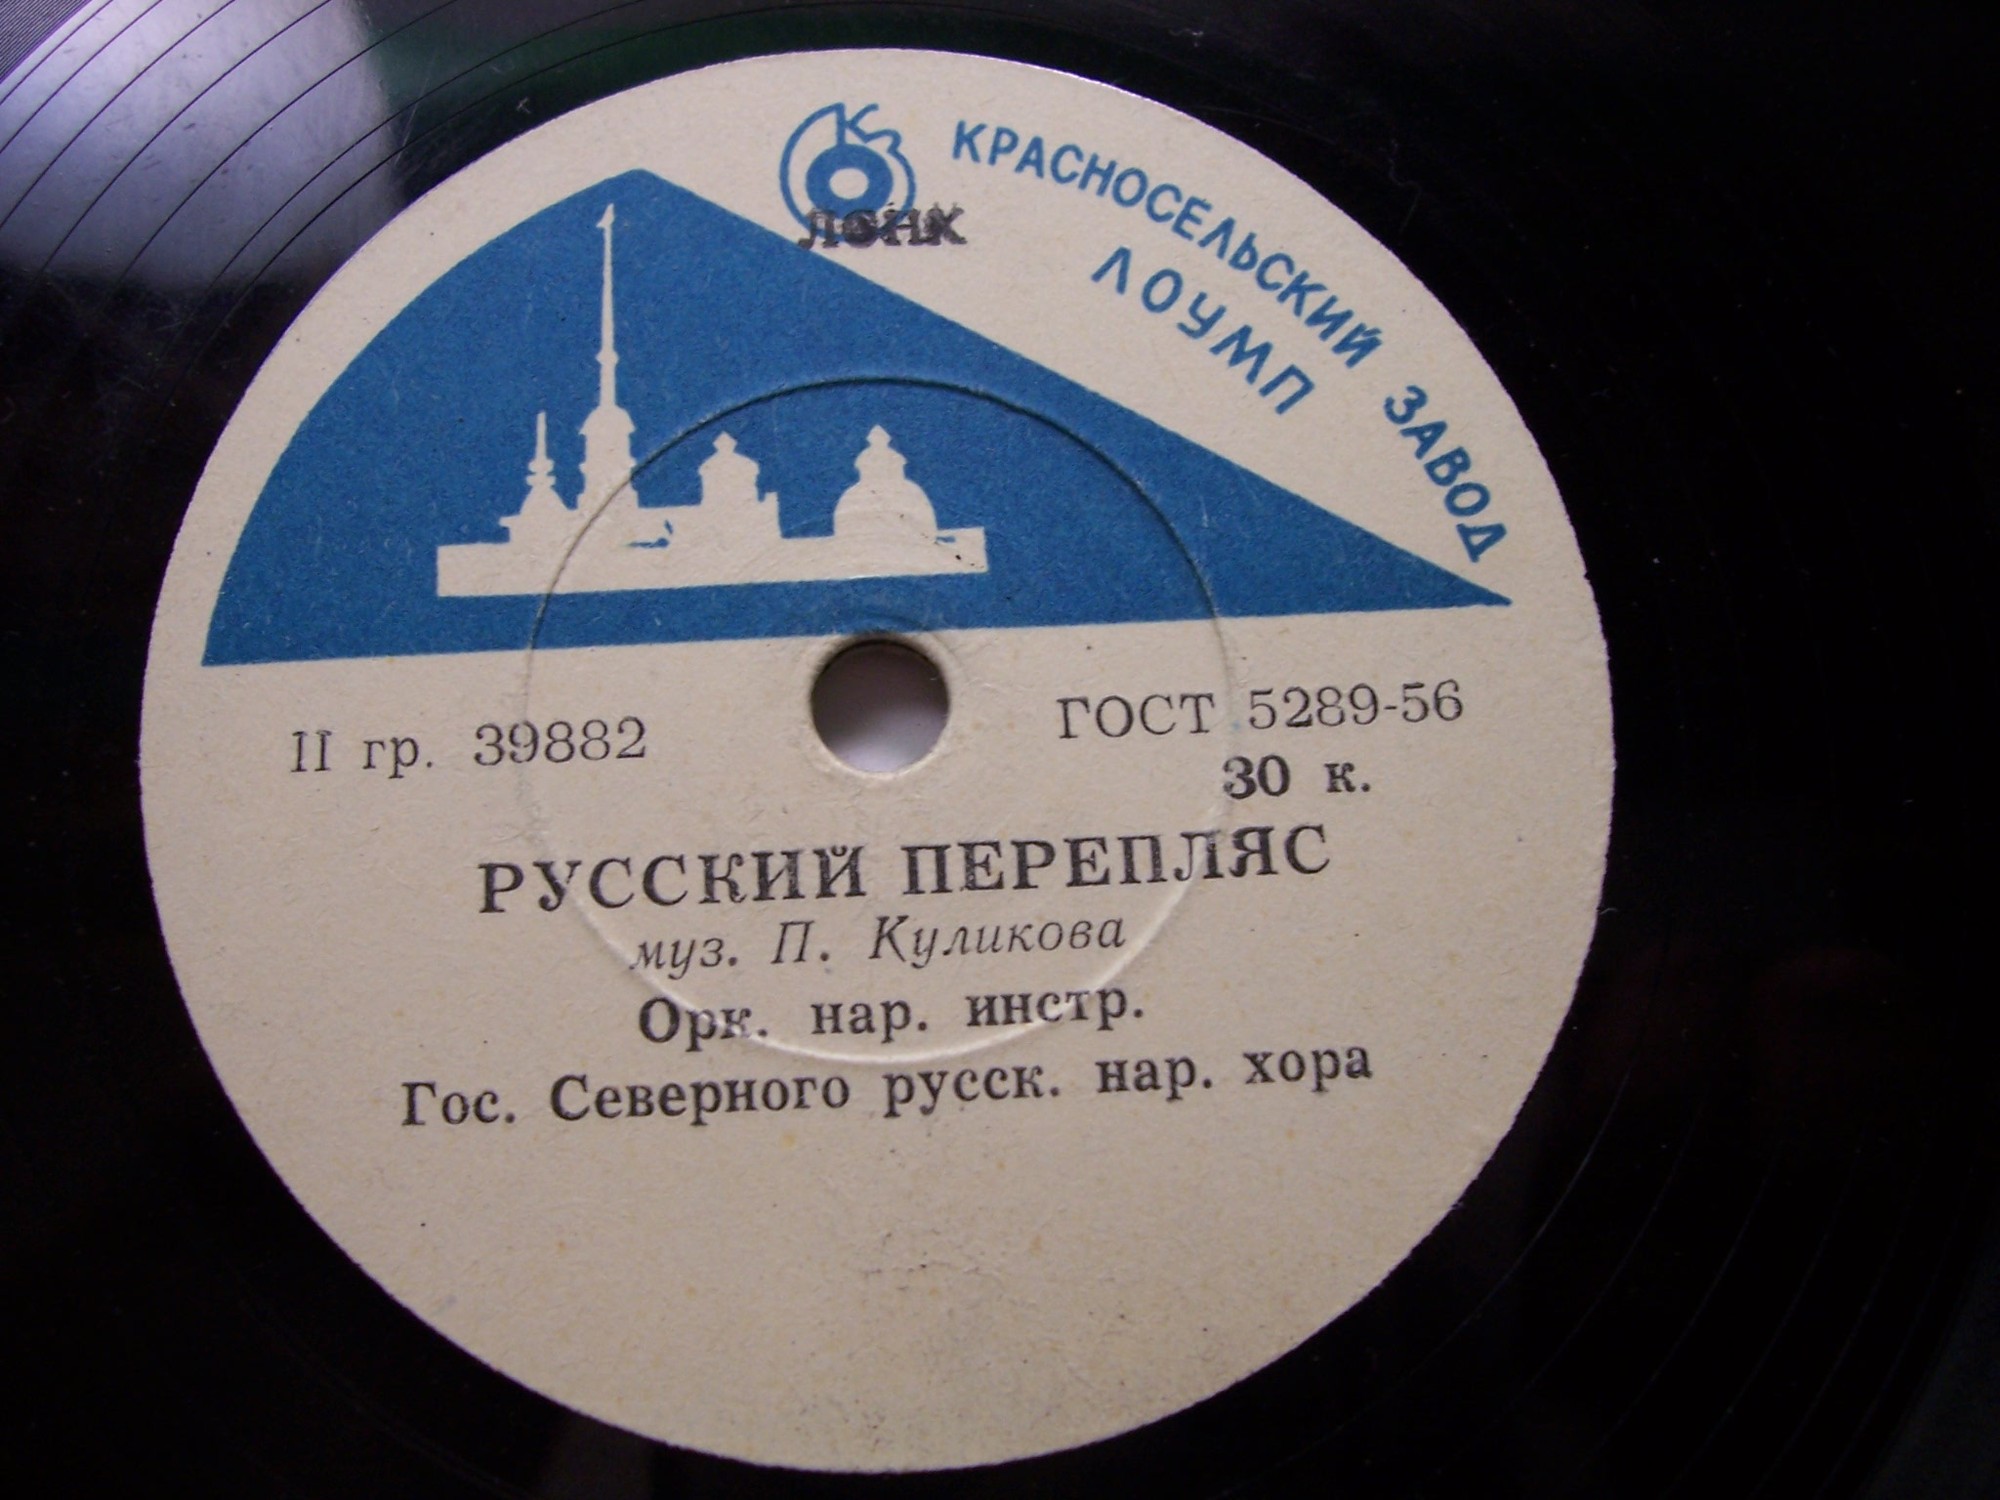 КРАСНОСЕЛЬСКИЙ ЗАВОД
ЛОУМП
ЛСНХ
II гр. 39882
ГОСТ 5289-56
30 к.
РУССКИЙ ПЕРЕПЛЯС
муз. П. Куликова
Орк. нар. инстр.
Гос. Северного русск. нар. хора